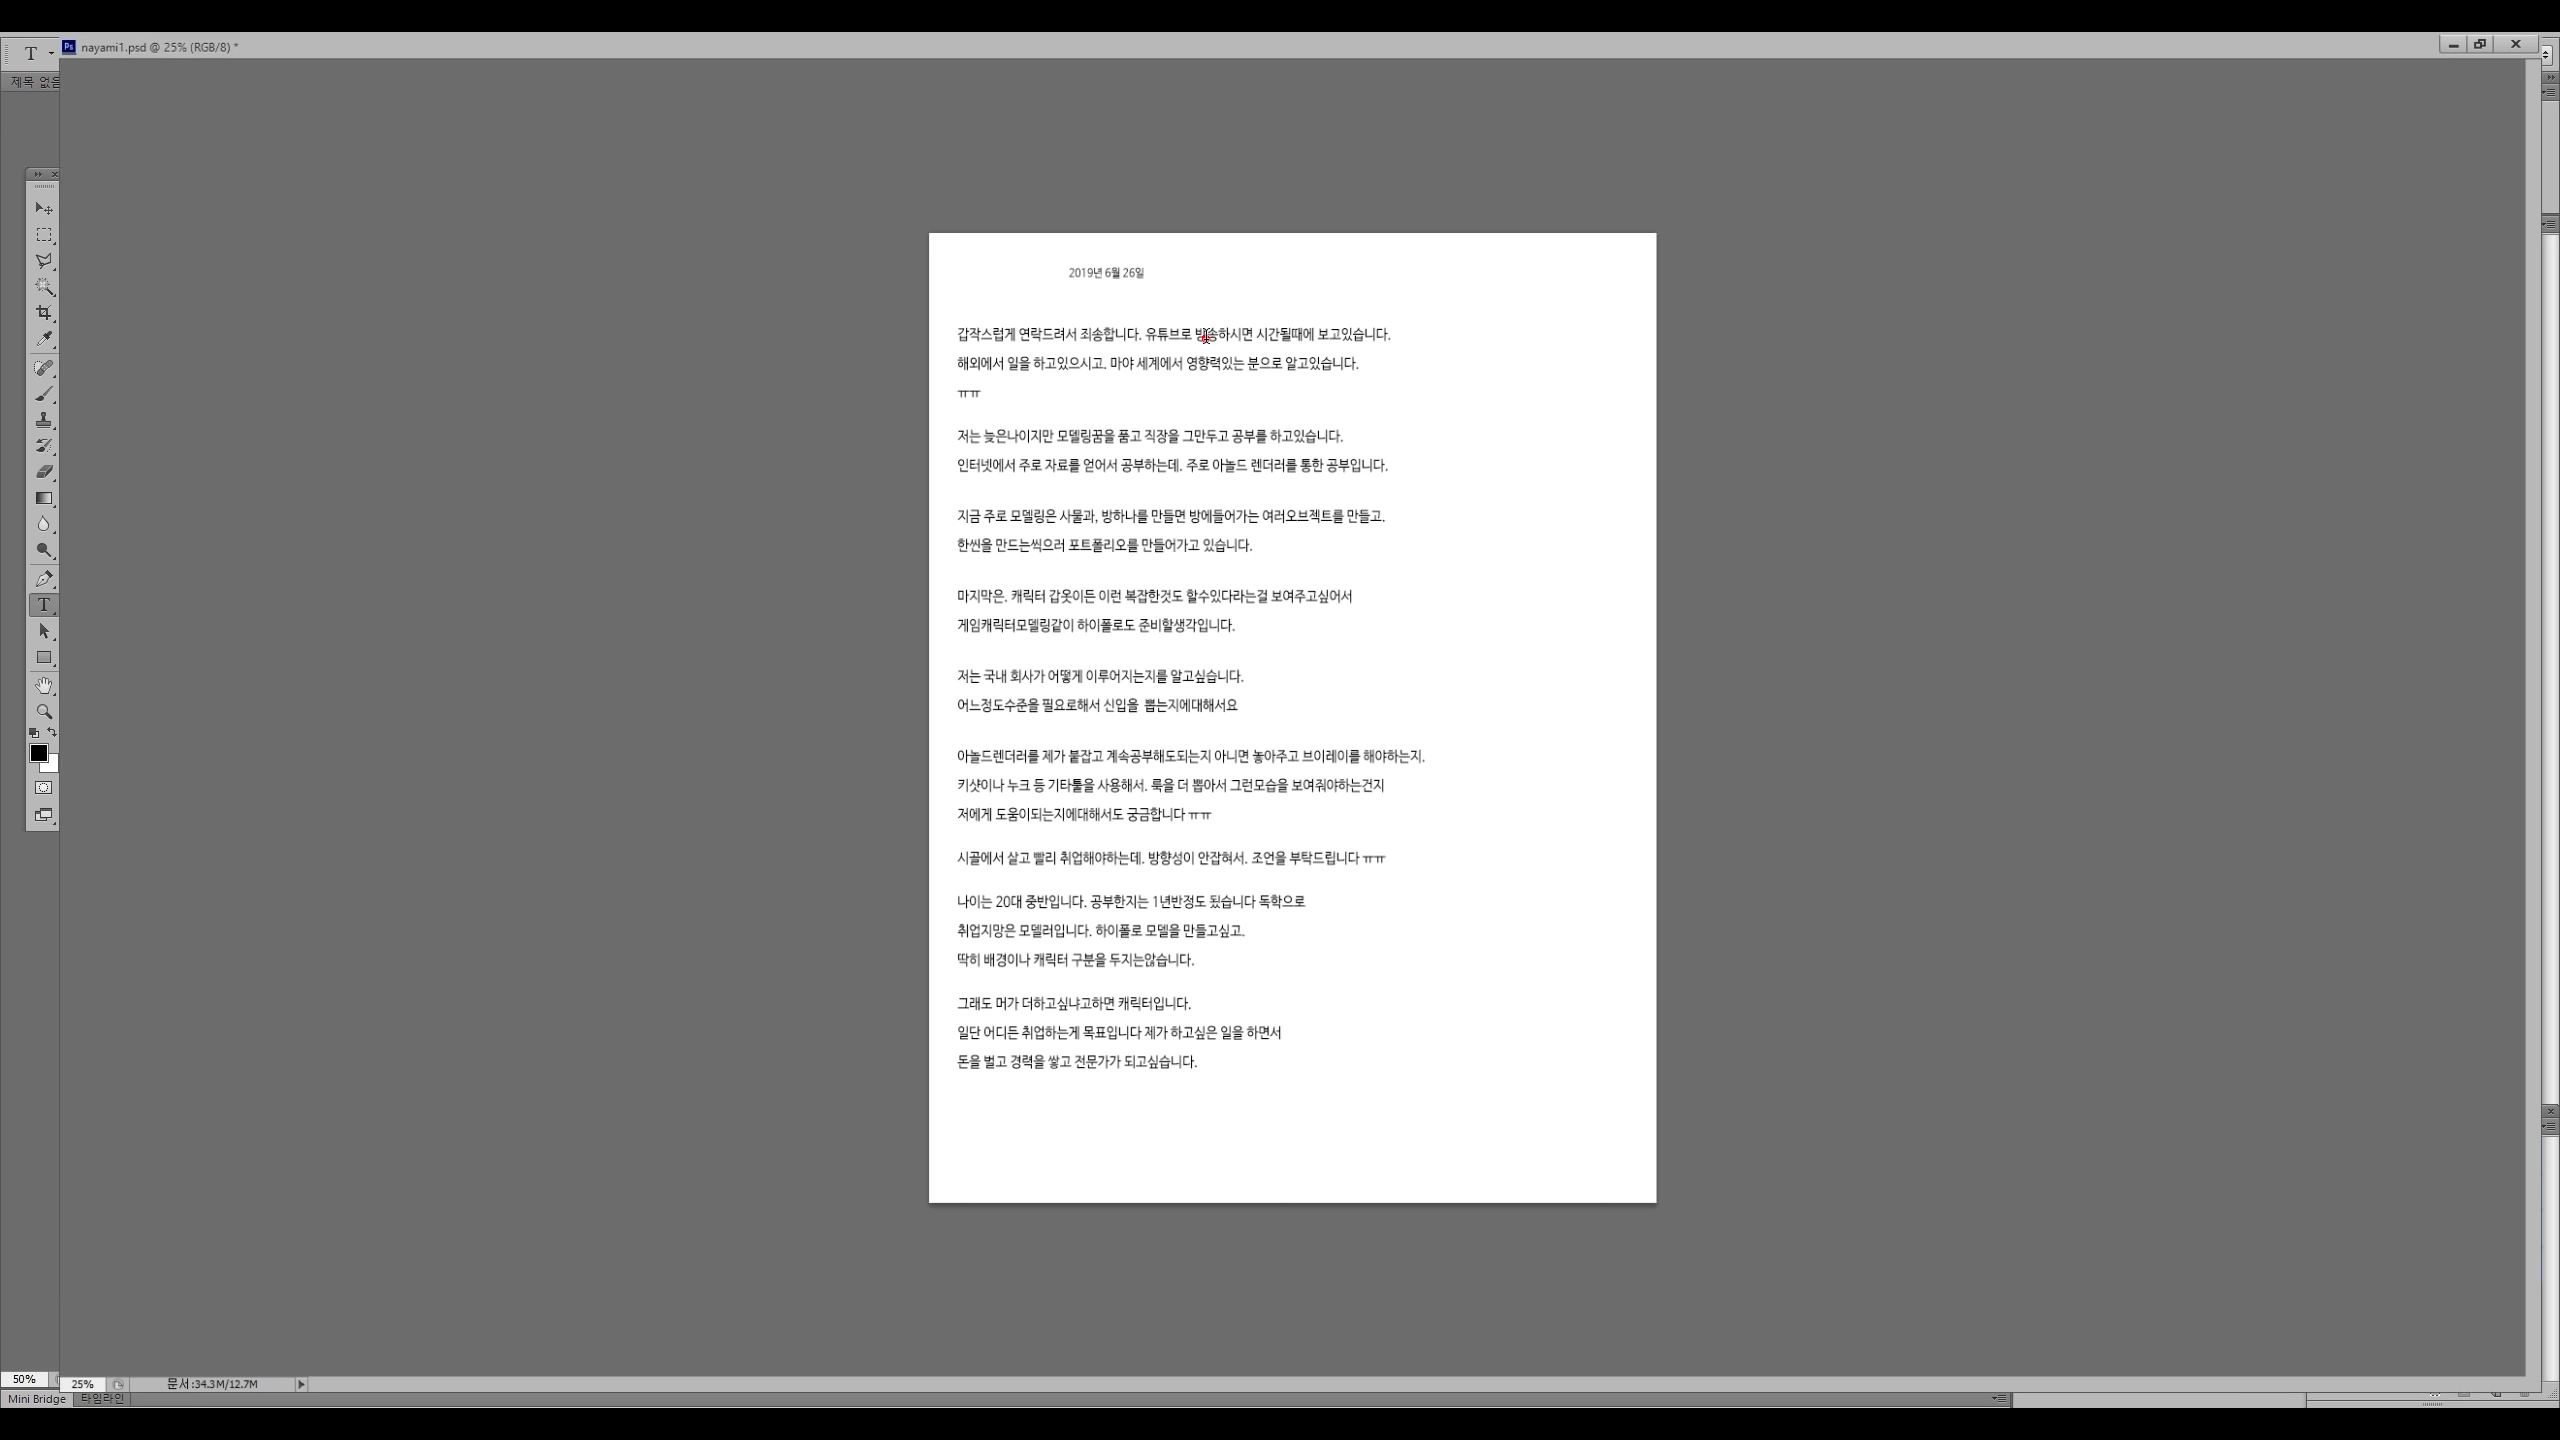 nayami1.psd @ 25% (RGB/8) *
T
제목 없음
2019년 6월 26일
갑작스럽게 연락드려서 죄송합니다. 유튜브로 방송하시면 시간될때에 보고있습니다.
해외에서 일을 하고있으시고. 마야 세계에서 영향력있는 분으로 알고있습니다.
ㅠㅠ
저는 늦은나이지만 모델링꿈을 품고 직장을 그만두고 공부를 하고있습니다.
인터넷에서 주로 자료를 얻어서 공부하는데. 주로 아놀드 렌더러를 통한 공부입니다.
지금 주로 모델링은 사물과, 방하나를 만들면 방에들어가는 여러오브젝트를 만들고.
한씬을 만드는씩으러 포트폴리오를 만들어가고 있습니다.
마지막은. 캐릭터 갑옷이든 이런 복잡한것도 할수있다라는걸 보여주고싶어서
게임캐릭터모델링같이 하이폴로도 준비할생각입니다.
저는 국내 회사가 어떻게 이루어지는지를 알고싶습니다.
어느정도수준을 필요로해서 신입을  뽑는지에대해서요
아놀드렌더러를 제가 붙잡고 계속공부해도되는지 아니면 놓아주고 브이레이를 해야하는지.
키샷이나 누크 등 기타툴을 사용해서. 룩을 더 뽑아서 그런모습을 보여줘야하는건지
저에게 도움이되는지에대해서도 궁금합니다 ㅠㅠ
시골에서 살고 빨리 취업해야하는데. 방향성이 안잡혀서. 조언을 부탁드립니다 ㅠㅠ
나이는 20대 중반입니다. 공부한지는 1년반정도 됬습니다 독학으로
취업지망은 모델러입니다. 하이폴로 모델을 만들고싶고.
딱히 배경이나 캐릭터 구분을 두지는않습니다.
그래도 머가 더하고싶냐고하면 캐릭터입니다.
일단 어디든 취업하는게 목표입니다 제가 하고싶은 일을 하면서
돈을 벌고 경력을 쌓고 전문가가 되고싶습니다.
50%
25%
문서:34.3M/12.7M
Mini Bridge
타임라인